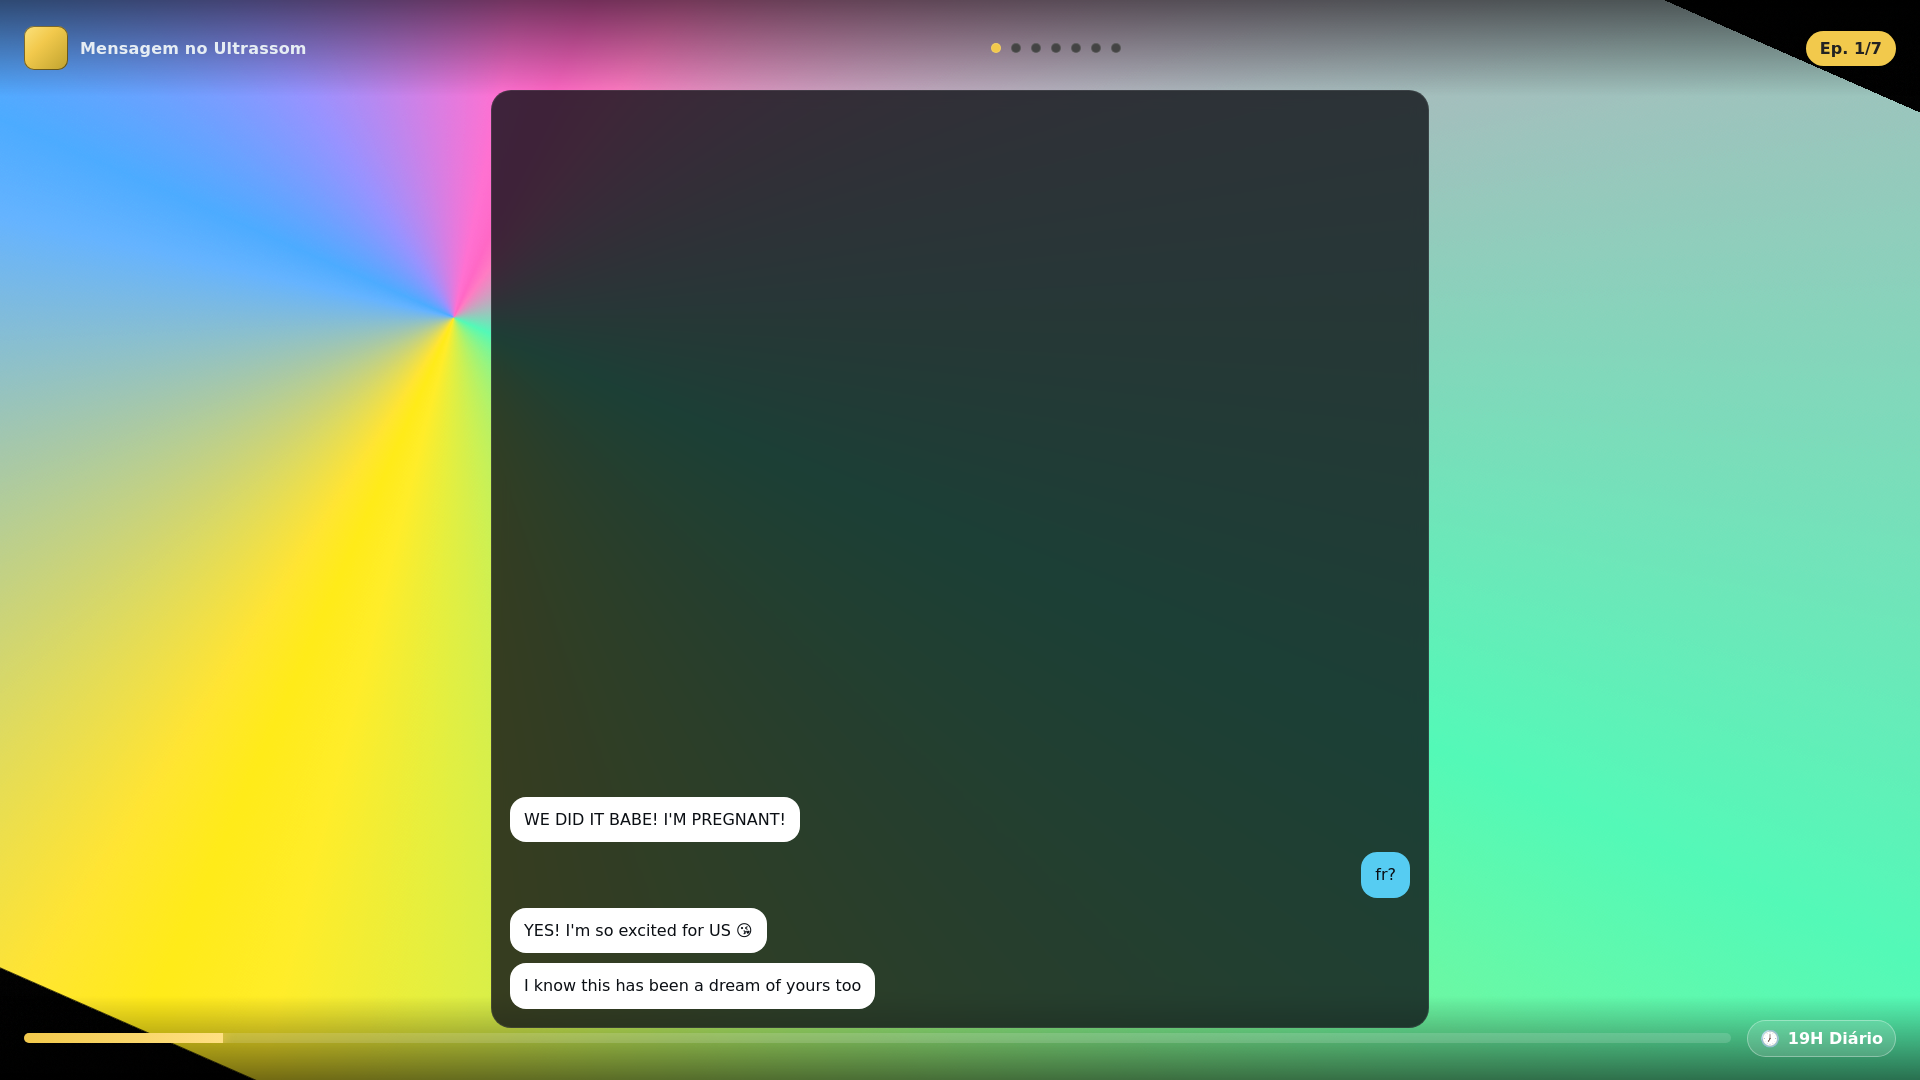 Mensagem no Ultrassom
Ep. 1/7
WE DID IT BABE! I'M PREGNANT!
fr?
YES! I'm so excited for US 😘
I know this has been a dream of yours too
🕖 19H Diário